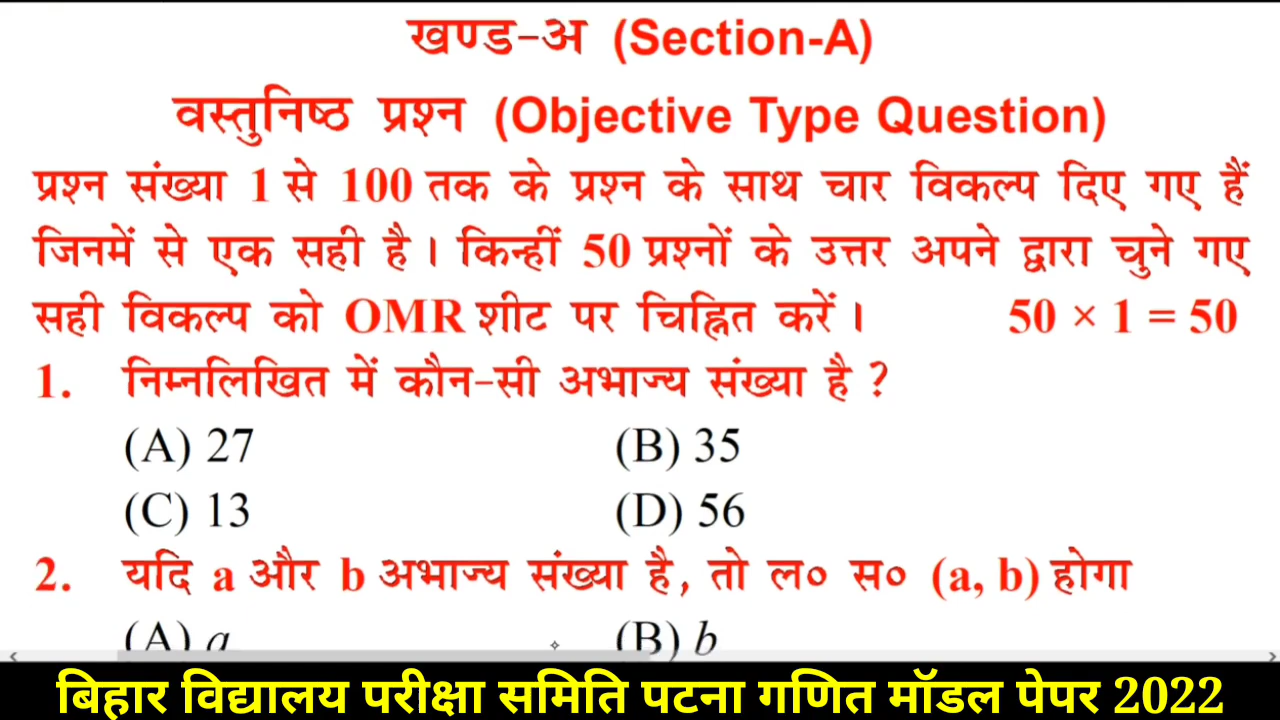 खण्ड-अ (Section-A)
वस्तुनिष्ठ प्रश्न (Objective Type Question)
प्रश्न संख्या 1 से 100 तक के प्रश्न के साथ चार विकल्प दिए गए हैं
जिनमें से एक सही है। किन्हीं 50 प्रश्नों के उत्तर अपने द्वारा चुने गए
सही विकल्प को OMR शीट पर चिह्नित करें। 50 × 1 = 50
1. निम्नलिखित में कौन-सी अभाज्य संख्या है ?
(A) 27 (B) 35
(C) 13 (D) 56
2. यदि a और b अभाज्य संख्या है, तो ल० स० (a, b) होगा
(A) a (B) b
बिहार विद्यालय परीक्षा समिति पटना गणित मॉडल पेपर 2022